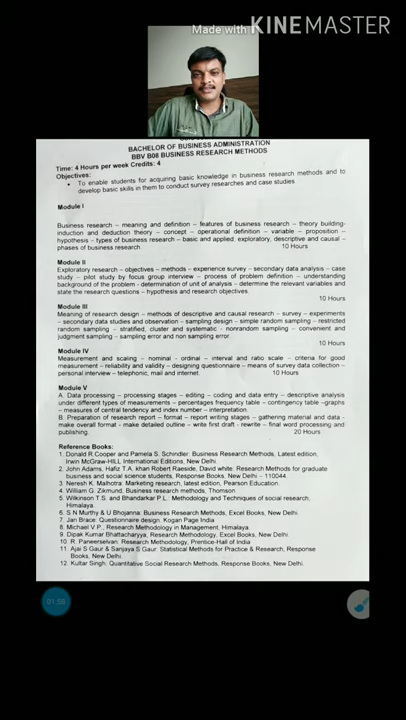 Made with KINEMASTER
BACHELOR OF BUSINESS ADMINISTRATION
BBV B08 BUSINESS RESEARCH METHODS
Time: 4 Hours per week Credits: 4
Objectives:
• To enable students for acquiring basic knowledge in business research methods and to
develop basic skills in them to conduct survey researches and case studies
Module I
Business research – meaning and definition – features of business research – theory building-
induction and deduction theory – concept – operational definition – variable – proposition –
hypothesis – types of business research – basic and applied, exploratory, descriptive and causal –
phases of business research 10 Hours
Module II
Exploratory research – objectives – methods – experience survey – secondary data analysis – case
study – pilot study by focus group interview – process of problem definition – understanding
background of the problem - determination of unit of analysis – determine the relevant variables and
state the research questions – hypothesis and research objectives.
10 Hours
Module III
Meaning of research design – methods of descriptive and causal research – survey – experiments
– secondary data studies and observation – sampling design – simple random sampling – restricted
random sampling - stratified, cluster and systematic - nonrandom sampling – convenient and
judgment sampling – sampling error and non sampling error.
10 Hours
Module IV
Measurement and scaling – nominal - ordinal – interval and ratio scale – criteria for good
measurement – reliability and validity – designing questionnaire – means of survey data collection –
personal interview – telephonic, mail and internet. 10 Hours
Module V
A. Data processing – processing stages – editing – coding and data entry – descriptive analysis
under different types of measurements – percentages frequency table – contingency table –graphs
– measures of central tendency and index number – interpretation.
B. Preparation of research report – format – report writing stages – gathering material and data -
make overall format - make detailed outline – write first draft - rewrite – final word processing and
publishing. 20 Hours
Reference Books:
1. Donald R.Cooper and Pamela S. Schindler: Business Research Methods, Latest edition,
Irwin McGraw-HILL International Editions, New Delhi
2. John Adams, Hafiz T.A. khan Robert Raeside, David white: Research Methods for graduate
business and social science students, Response Books, New Delhi – 110044.
3. Neresh K. Malhotra: Marketing research, latest edition, Pearson Education.
4. William G. Zikmund, Business research methods, Thomson
5. Wilkinson T.S. and Bhandarkar P.L.: Methodology and Techniques of social research,
Himalaya.
6. S N Murthy & U Bhojanna: Business Research Methods, Excel Books, New Delhi.
7. Jan Brace: Questionnaire design. Kogan Page India
8. Michael V.P., Research Methodology in Management, Himalaya.
9. Dipak Kumar Bhattacharyya, Research Methodology, Excel Books, New Delhi.
10. R. Paneerselvan. Research Methodology, Prentice-Hall of India
11. Ajai S Gaur & Sanjaya S Gaur: Statistical Methods for Practice & Research, Response
Books, New Delhi.
12. Kultar Singh: Quantitative Social Research Methods, Response Books, New Delhi.
01:55